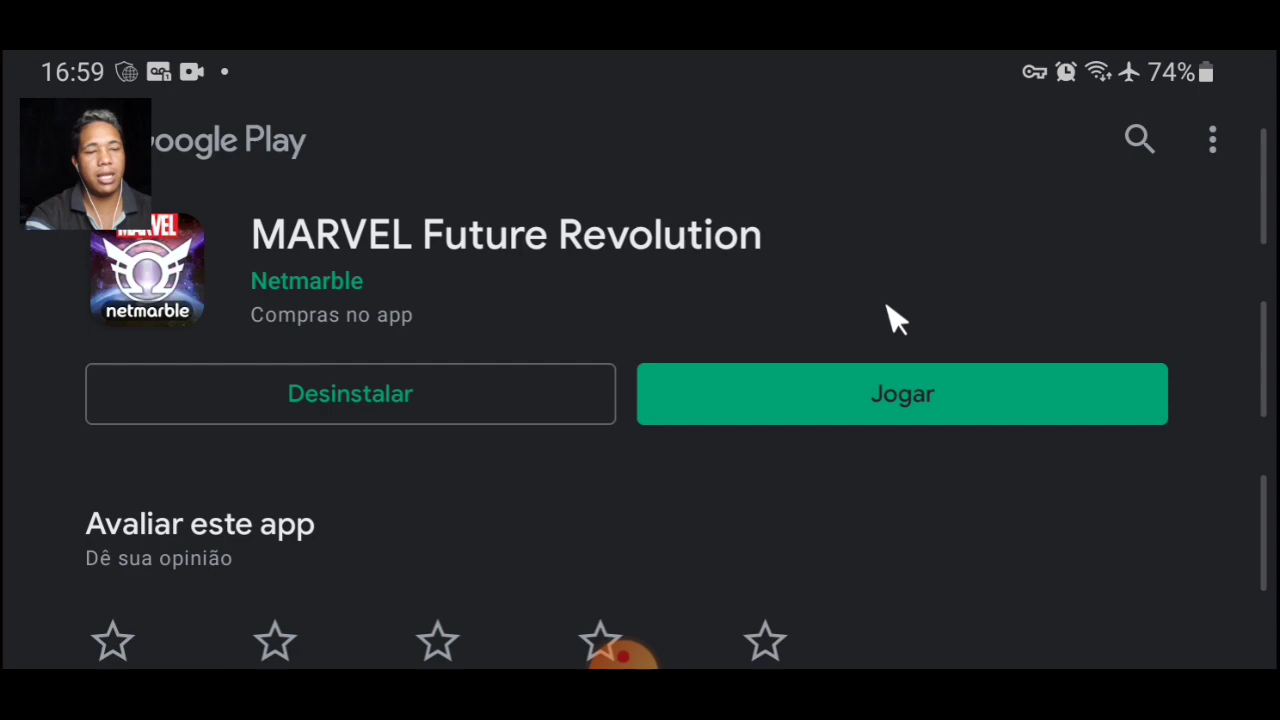 16:59
74%
oogle Play
MARVEL
netmarble
MARVEL Future Revolution
Netmarble
Compras no app
Desinstalar
Jogar
Avaliar este app
Dê sua opinião